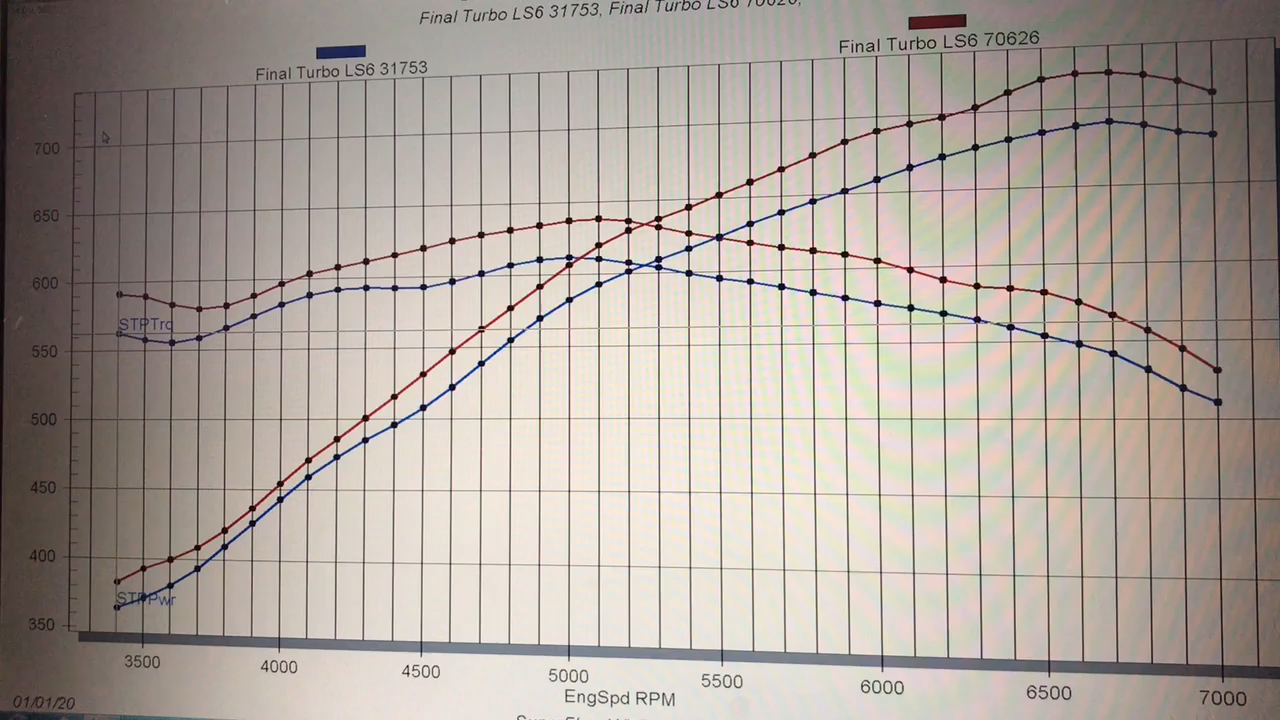 Final Turbo LS6 31753, Final Turbo LS6 70626,
Final Turbo LS6 31753
Final Turbo LS6 70626
700
650
600
STPTrq
550
500
450
400
STPPwr
350
3500 4000 4500 5000 5500 6000 6500 7000
EngSpd RPM
01/01/20